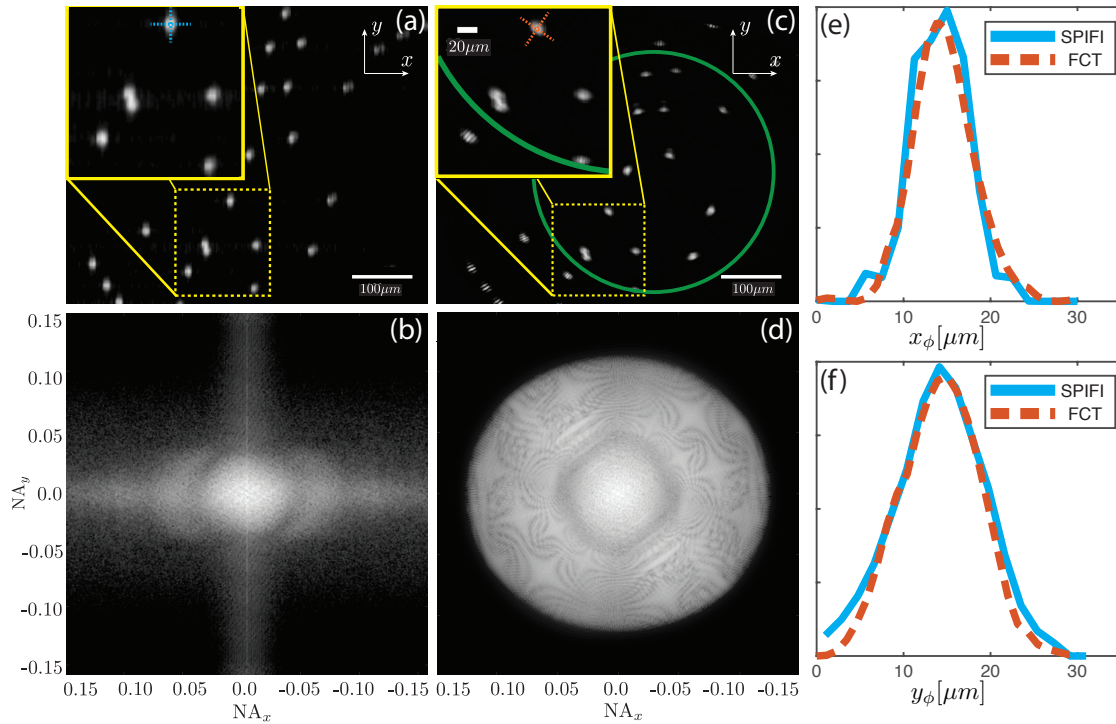 (a)
y
x
100μm
(c)
20μm
y
x
100μm
(e)
SPIFI
FCT
0 10 20 30
xϕ[μm]
(b)
0.15
0.10
0.05
0.0
-0.05
-0.10
-0.15
NAy
0.15 0.10 0.05 0.0 -0.05 -0.10 -0.15
NAx
(d)
0.15 0.10 0.05 0.0 -0.05 -0.10 -0.15
NAx
(f)
SPIFI
FCT
0 10 20 30
yϕ[μm]